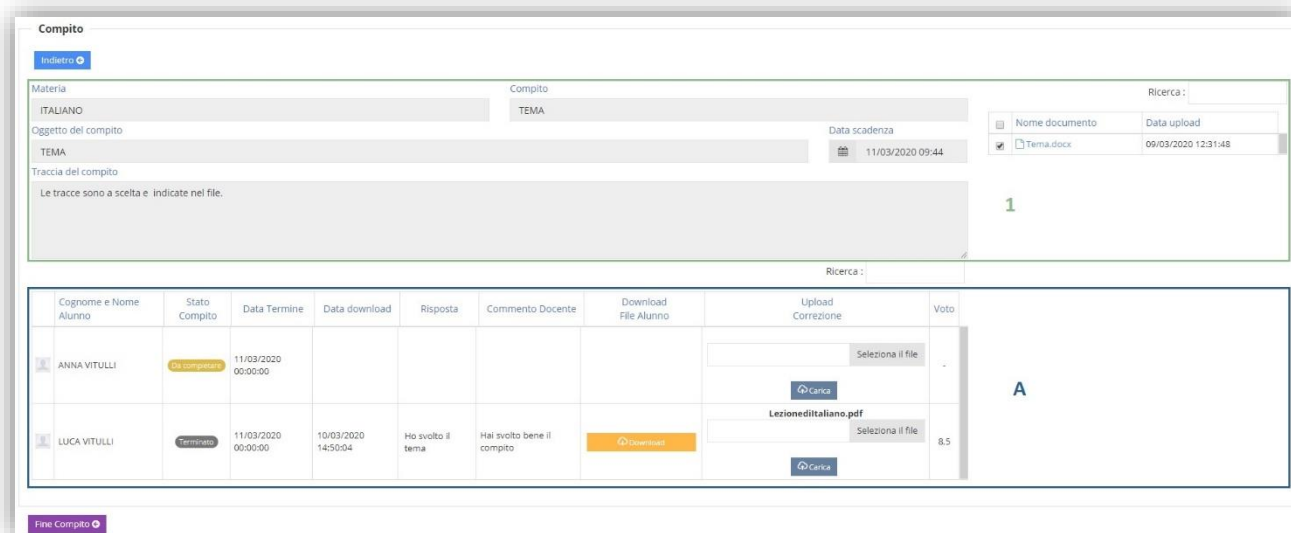 Compito
Indietro
Materia
Compito
Ricerca :
ITALIANO
TEMA
Nome documento
Data upload
Oggetto del compito
Data scadenza
Tema.docx
09/03/2020 12:31:48
TEMA
11/03/2020 09:44
Traccia del compito
Le tracce sono a scelta e indicate nel file.
1
Ricerca :
Cognome e Nome
Alunno
Stato
Compito
Data Termine
Data download
Risposta
Commento Docente
Download
File Alunno
Upload
Correzione
Voto
ANNA VITULLI
Da completare
11/03/2020
00:00:00
Seleziona il file
Carica
-
A
LUCA VITULLI
Terminato
11/03/2020
00:00:00
10/03/2020
14:50:04
Ho svolto il
tema
Hai svolto bene il
compito
Download
LezionediItaliano.pdf
Seleziona il file
Carica
8.5
Fine Compito